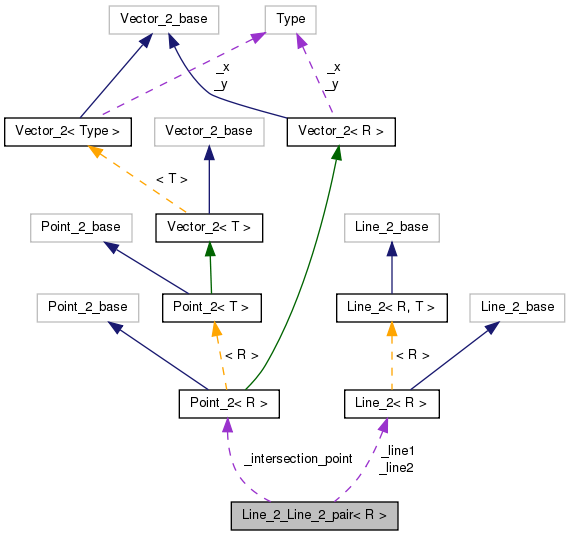 Vector_2_base
Type
_x
_y
_x
_y
Vector_2< Type >
Vector_2_base
Vector_2< R >
< T >
Point_2_base
Vector_2< T >
Line_2_base
Point_2_base
Point_2< T >
Line_2< R, T >
Line_2_base
< R >
< R >
Point_2< R >
Line_2< R >
_intersection_point
_line1
_line2
Line_2_Line_2_pair< R >